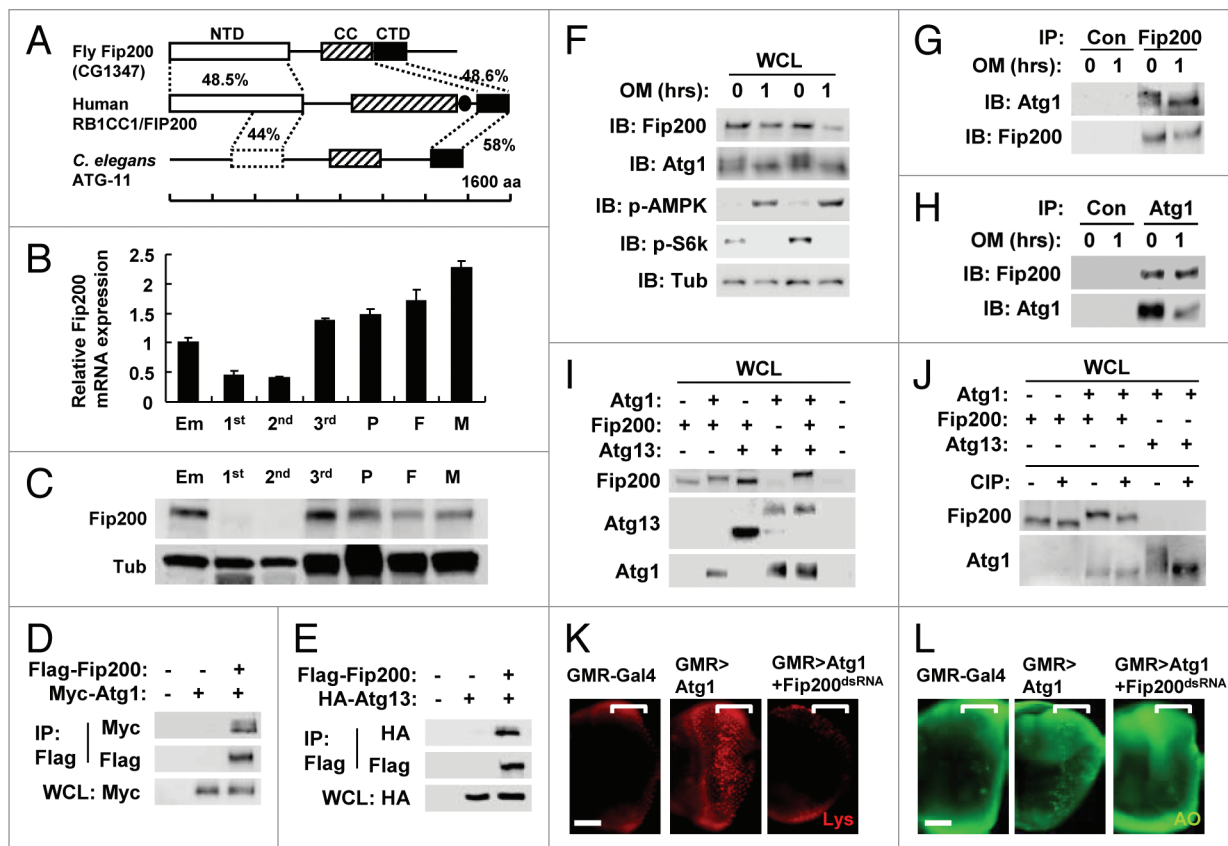 A
NTD CC CTD
Fly Fip200
(CG1347)
48.5%
48.6%
Human
RB1CC1/FIP200
44%
58%
C. elegans
ATG-11
1600 aa
B
Relative Fip200
mRNA expression
2.5
2
1.5
1
0.5
0
Em 1st 2nd 3rd P F M
C
Em 1st 2nd 3rd P F M
Fip200
Tub
D
Flag-Fip200: - - +
Myc-Atg1: - + +
IP: Flag
Myc
Flag
WCL: Myc
E
Flag-Fip200: - - +
HA-Atg13: - + +
IP: Flag
HA
Flag
WCL: HA
F
WCL
OM (hrs): 0 1 0 1
IB: Fip200
IB: Atg1
IB: p-AMPK
IB: p-S6k
IB: Tub
G
IP: Con Fip200
OM (hrs): 0 1 0 1
IB: Atg1
IB: Fip200
H
IP: Con Atg1
OM (hrs): 0 1 0 1
IB: Fip200
IB: Atg1
I
WCL
Atg1: - + - + + -
Fip200: + + + - + -
Atg13: - - + + + -
Fip200
Atg13
Atg1
J
WCL
Atg1: - - + + + +
Fip200: + + + + - -
Atg13: - - - - + +
CIP: - + - + - +
Fip200
Atg1
K
GMR-Gal4
GMR>
Atg1
GMR>Atg1
+Fip200dsRNA
Lys
L
GMR-Gal4
GMR>
Atg1
GMR>Atg1
+Fip200dsRNA
AO